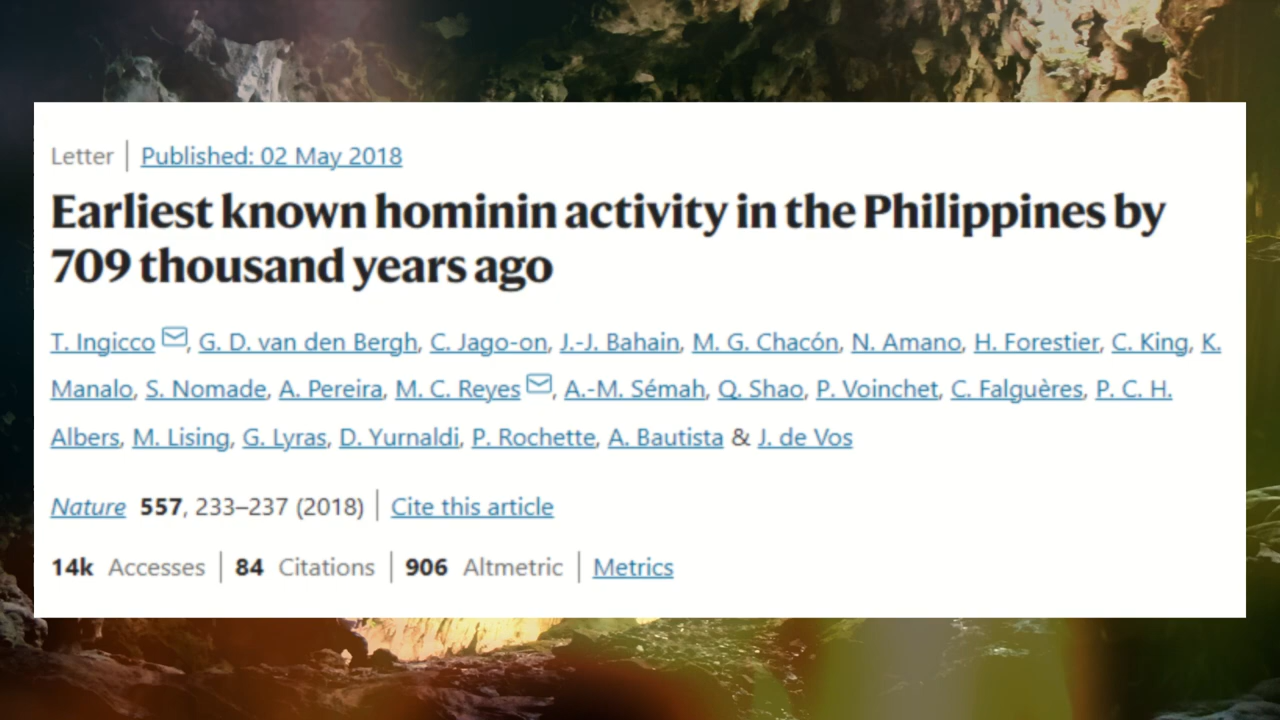 Letter | Published: 02 May 2018
Earliest known hominin activity in the Philippines by
709 thousand years ago
T. Ingicco, G. D. van den Bergh, C. Jago-on, J.-J. Bahain, M. G. Chacón, N. Amano, H. Forestier, C. King, K.
Manalo, S. Nomade, A. Pereira, M. C. Reyes, A.-M. Sémah, Q. Shao, P. Voinchet, C. Falguères, P. C. H.
Albers, M. Lising, G. Lyras, D. Yurnaldi, P. Rochette, A. Bautista & J. de Vos
Nature 557, 233–237 (2018) | Cite this article
14k Accesses | 84 Citations | 906 Altmetric | Metrics